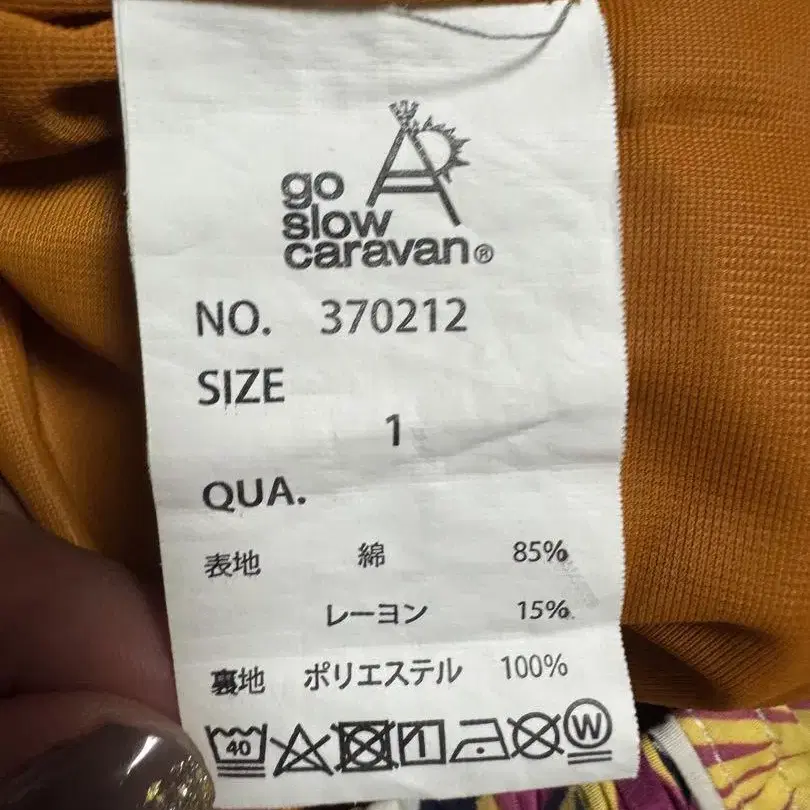 go
slow
caravan®
NO. 370212
SIZE
1
QUA.
表地 綿 85%
レーヨン 15%
裏地 ポリエステル 100%
40 W